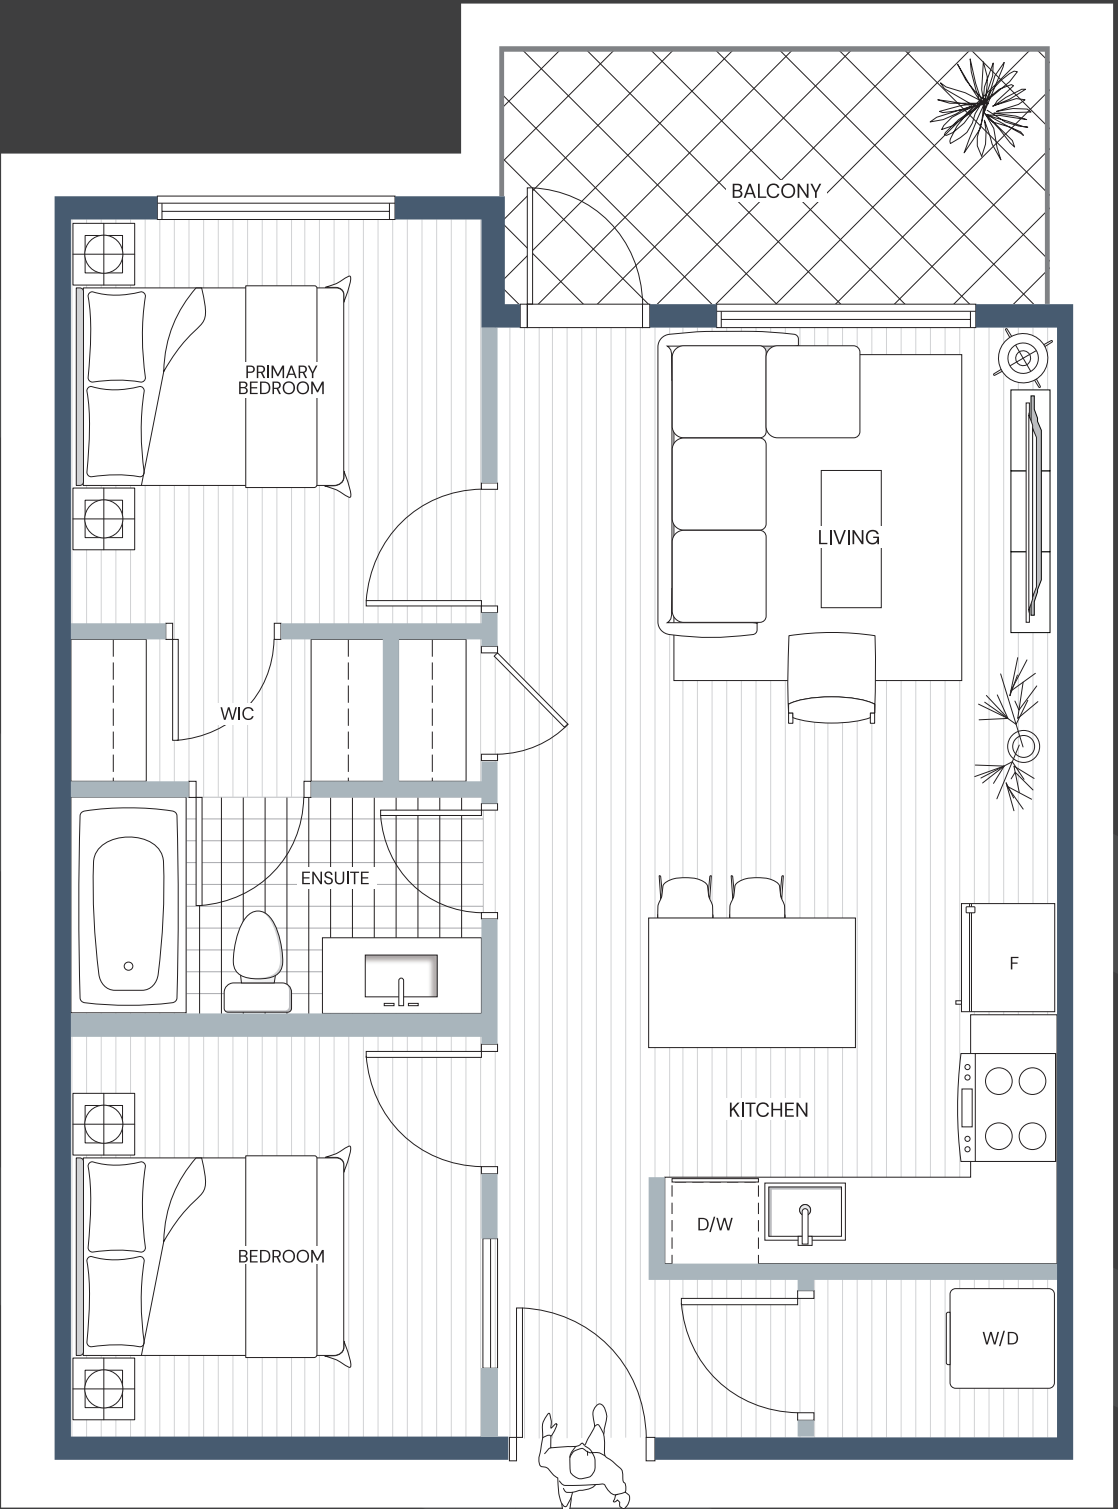 BALCONY
PRIMARY
BEDROOM
LIVING
WIC
ENSUITE
F
KITCHEN
D/W
BEDROOM
W/D